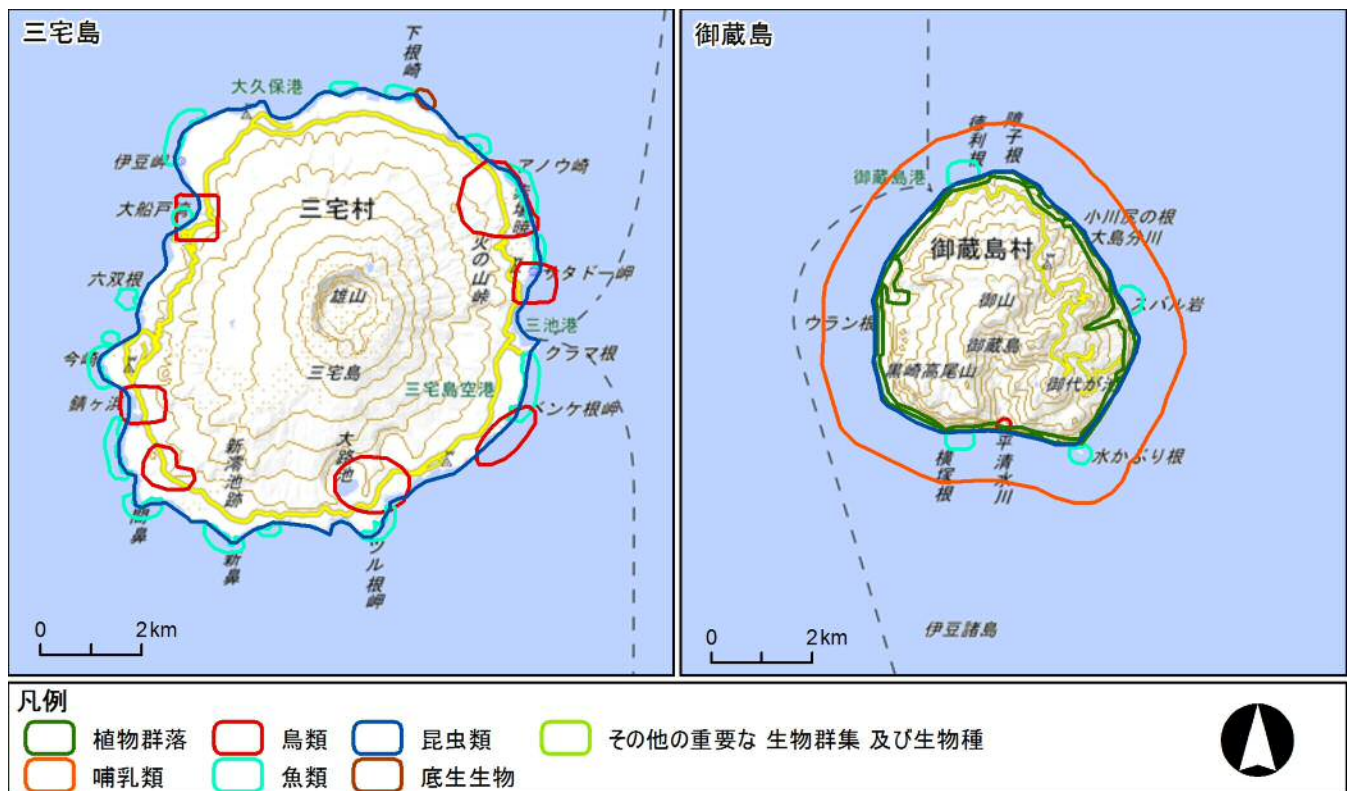 三宅島
下根崎
大久保港
伊豆岬
アノウ崎
大船戸
三宅村
火の山峠
サタドー岬
六双根
雄山
三池港
クラマ根
今崎
三宅島
三宅島空港
錆ヶ浜
ベンケ根岬
新澪池跡
大路池
新鼻
ツル根岬
0 2km
御蔵島
徳利根
障子根
御蔵島港
小川尻の根
大島分川
御蔵島村
御山
スバル岩
ウラン根
御蔵島
黒崎高尾山
御代が
水かぶり根
横塚根
平清水川
伊豆諸島
0 2km
凡例
植物群落 鳥類 昆虫類 その他の重要な 生物群集 及び生物種
哺乳類 魚類 底生生物